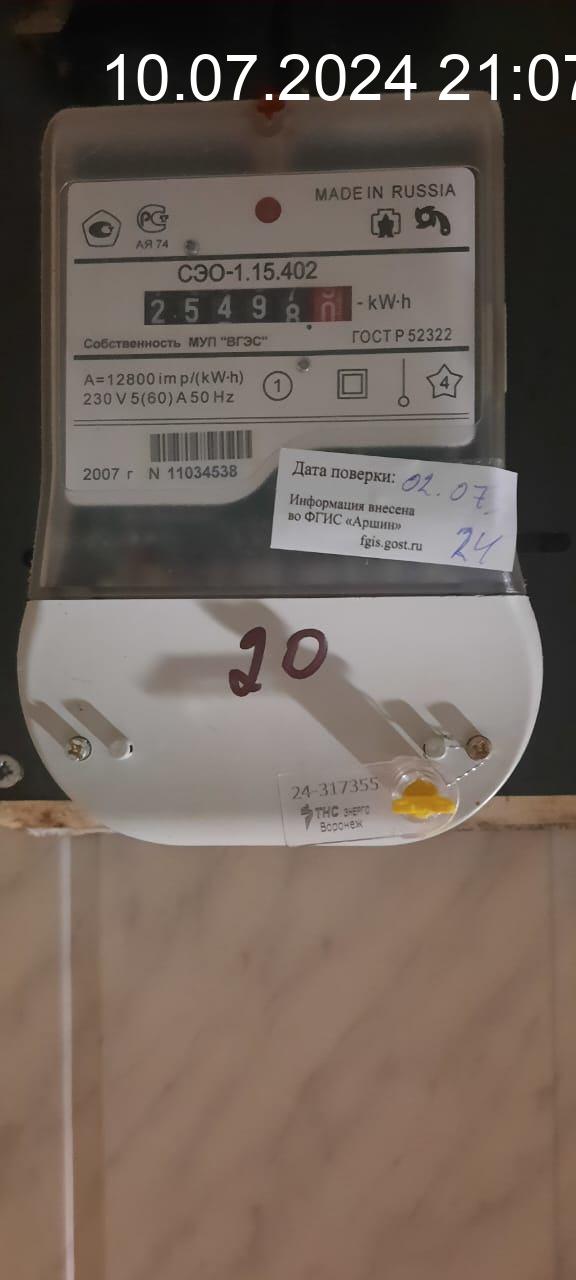 10.07.2024 21:07
MADE IN RUSSIA
РСТ
АЯ 74
СЭО-1.15.402
2 5 4 9 8 0 - kW·h
Собственность МУП "ВГЭС"
ГОСТ Р 52322
A=12800 imp/(kW·h)
230 V 5(60) A 50 Hz
1
4
2007 г N 11034538
Дата поверки: 02.07.
24
Информация внесена
во ФГИС «Аршин»
fgis.gost.ru
20
24-317355
ТНС энерго
Воронеж